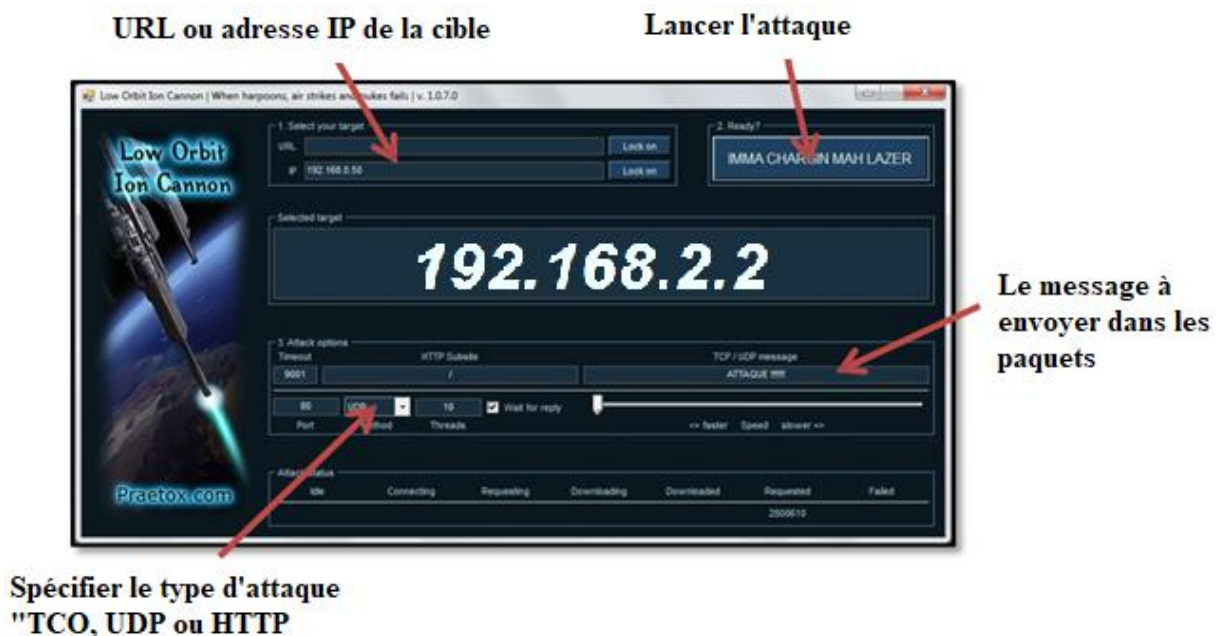 URL ou adresse IP de la cible
Lancer l'attaque
Low Orbit Ion Cannon | When harpoons, air strikes and nukes fails | v. 1.0.7.0
Low Orbit
Ion Cannon
1. Select your target
URL
Lock on
IP
192.168.0.50
Lock on
2. Ready?
IMMA CHARGIN MAH LAZER
Selected target
192.168.2.2
Le message à
envoyer dans les
paquets
3. Attack options
Timeout
HTTP Subsite
TCP / UDP message
9001
/
ATTAQUE !!!!!!
80
UDP
10
Wait for reply
Port
Method
Threads
<= faster Speed slower =>
Attack status
Idle
Connecting
Requesting
Downloading
Downloaded
Requested
Failed
2800610
Praetox.com
Spécifier le type d'attaque
"TCO, UDP ou HTTP